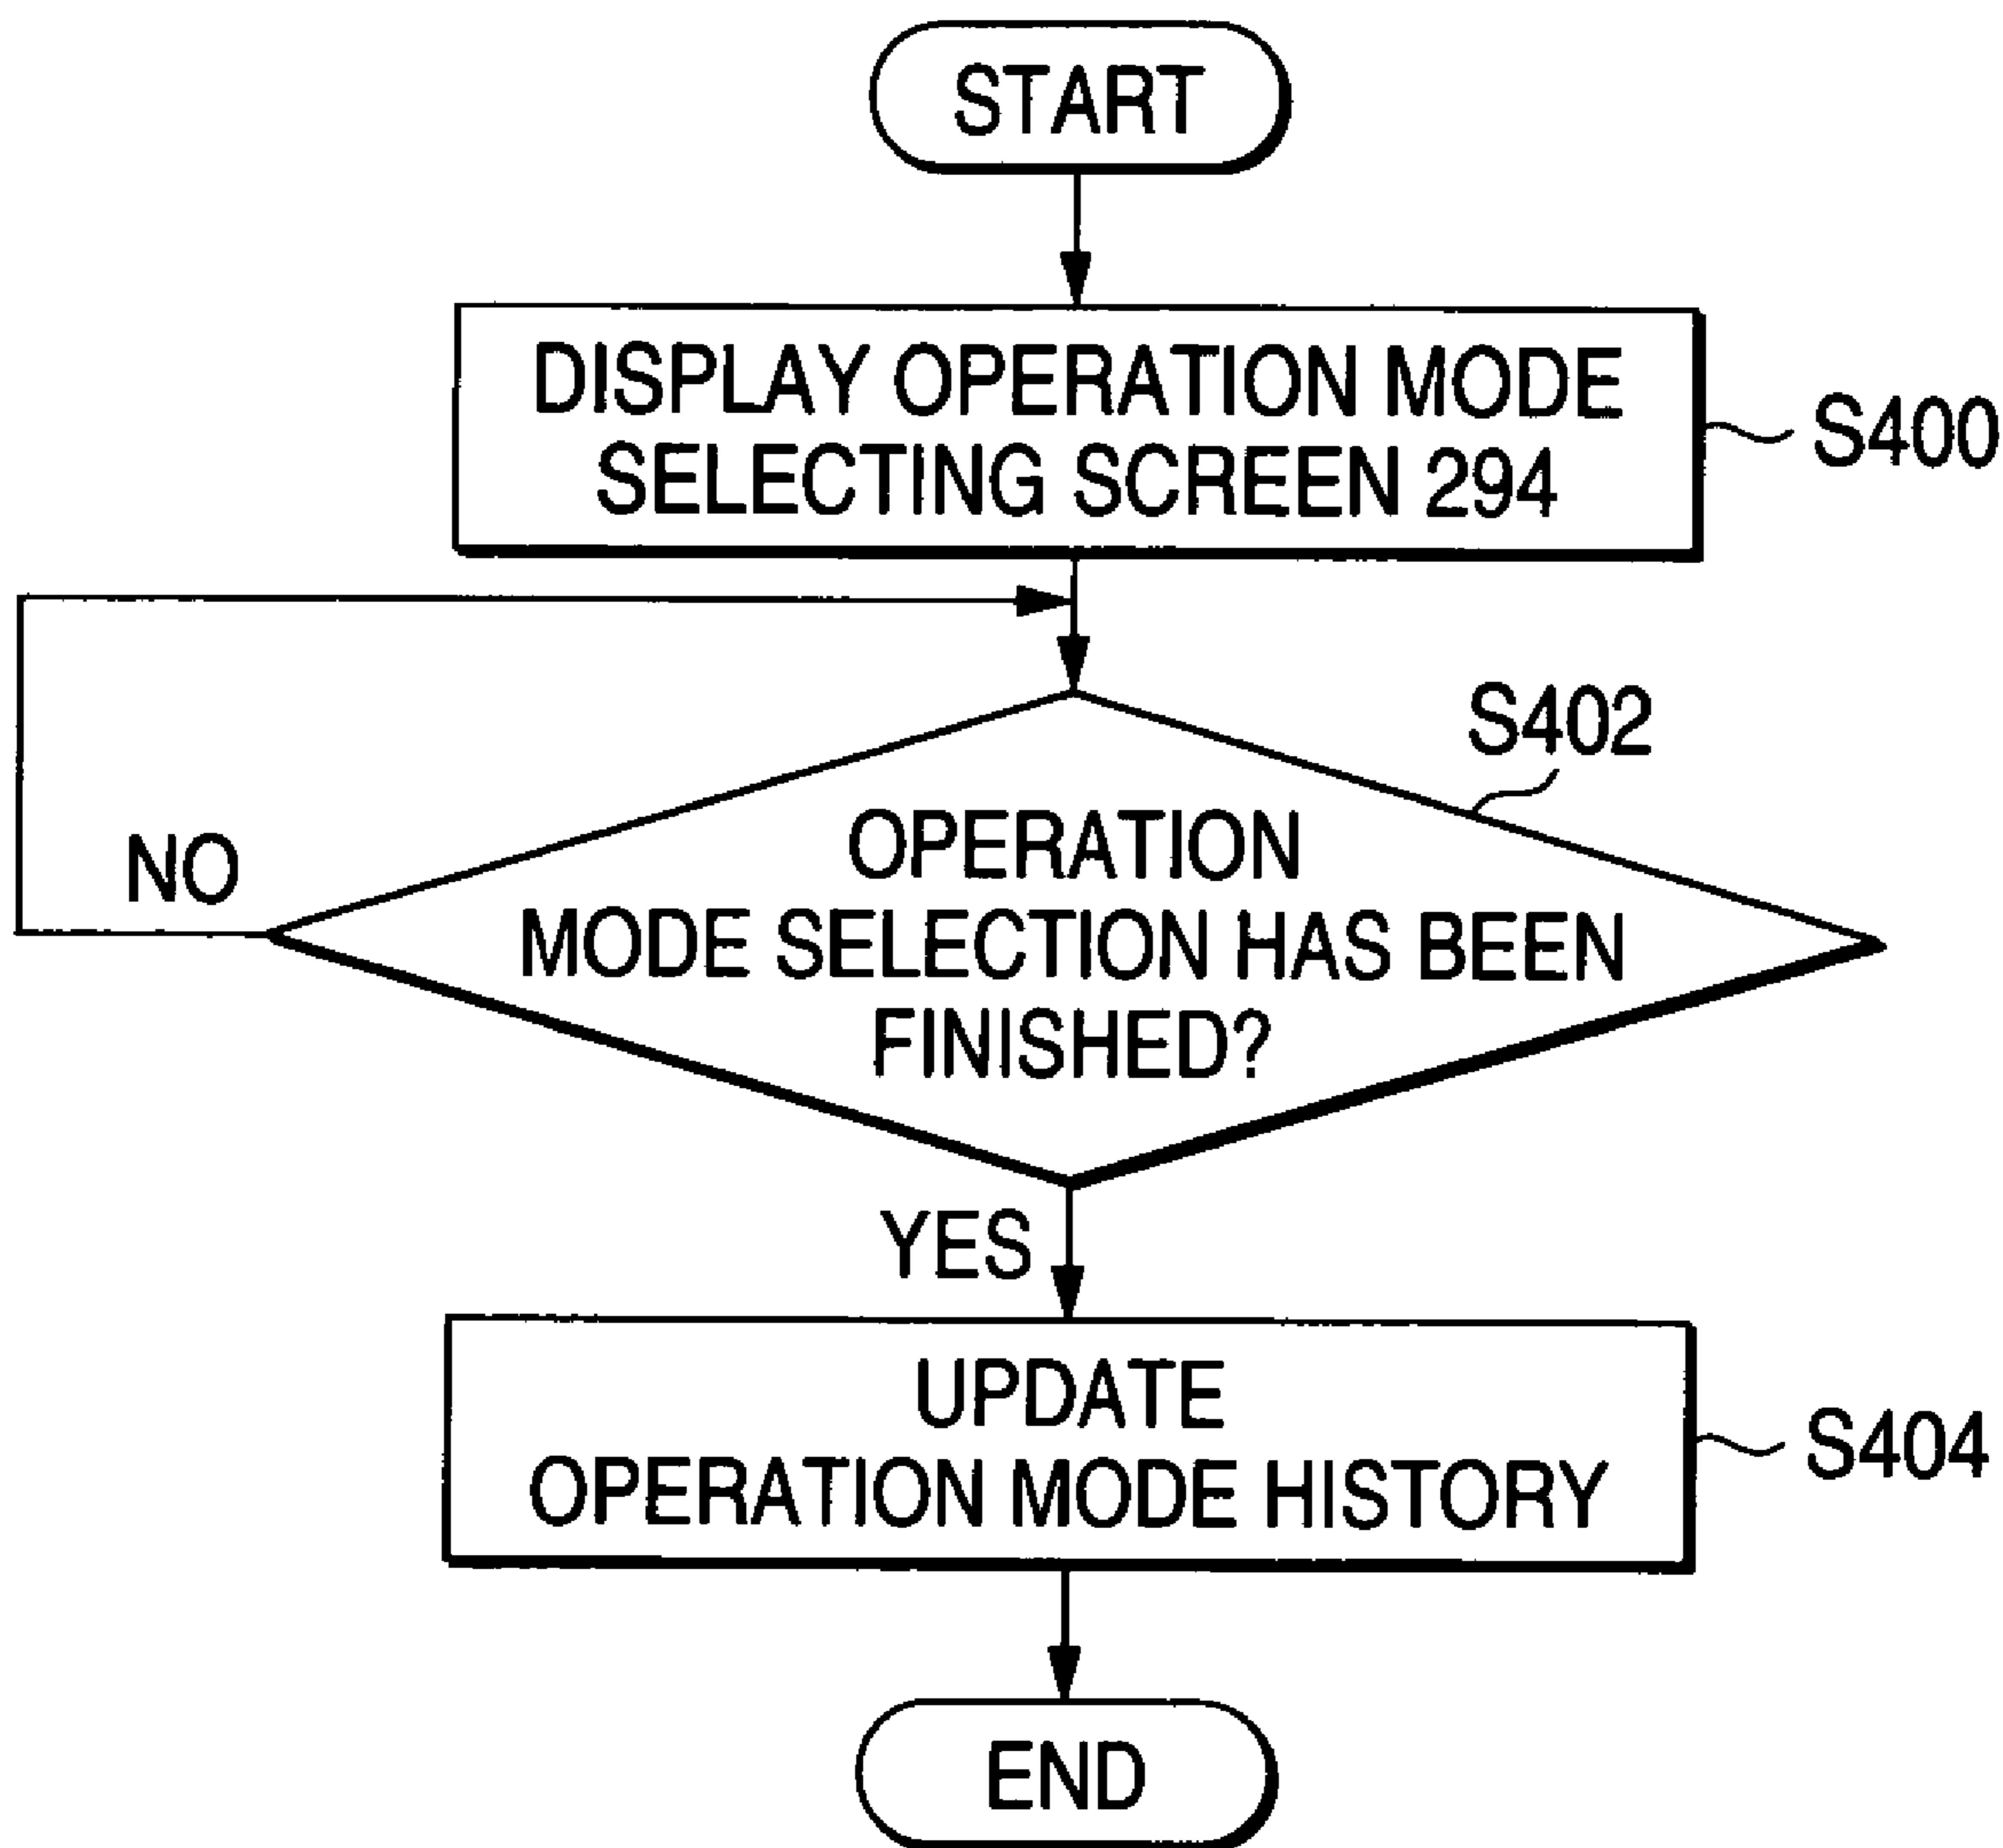 START
DISPLAY OPERATION MODE
SELECTING SCREEN 294
S400
S402
OPERATION
MODE SELECTION HAS BEEN
FINISHED?
NO
YES
UPDATE
OPERATION MODE HISTORY
S404
END